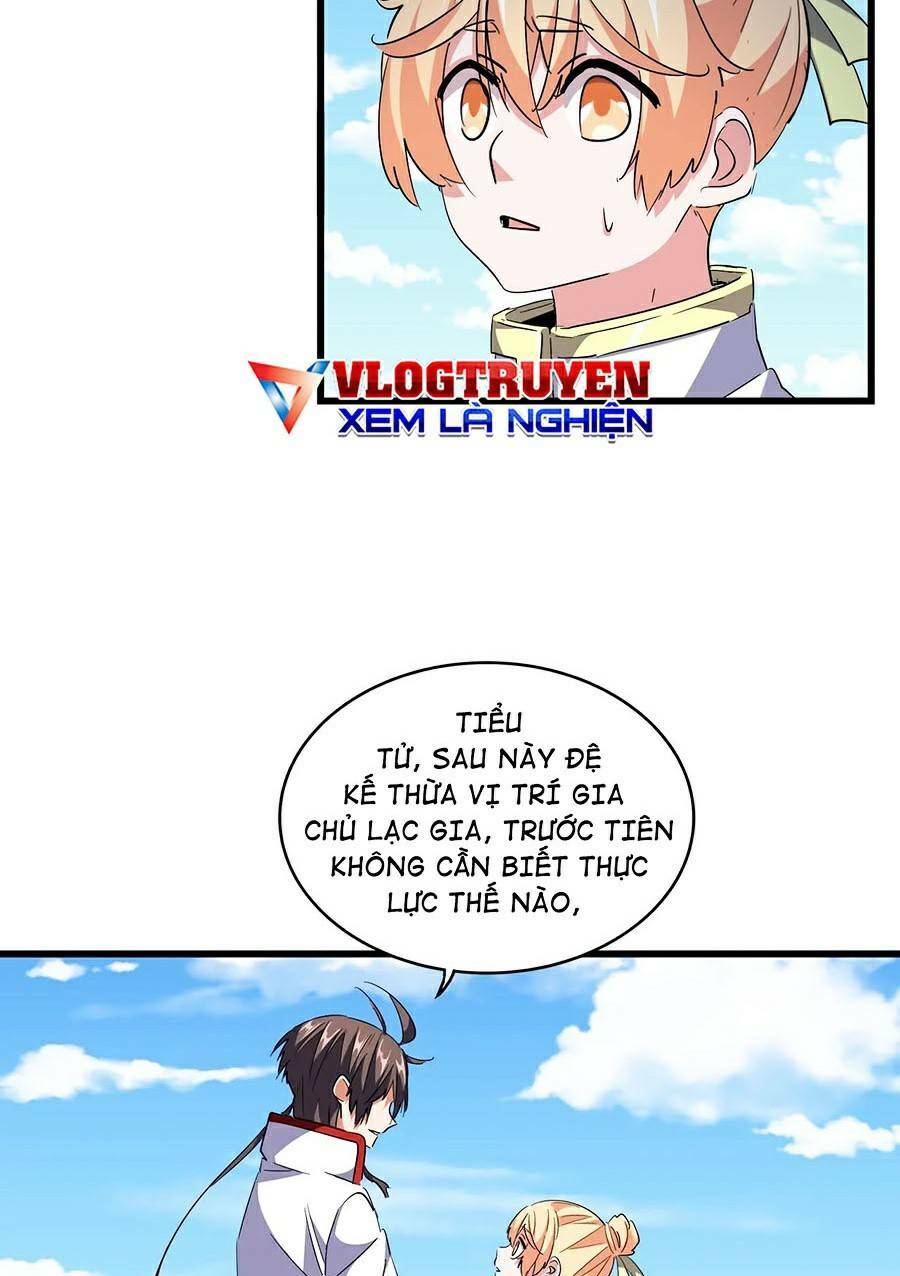 VLOGTRUYEN
XEM LÀ NGHIỆN
TIỂU
TỬ, SAU NÀY ĐỆ
KẾ THỪA VỊ TRÍ GIA
CHỦ LẠC GIA, TRƯỚC TIÊN
KHÔNG CẦN BIẾT THỰC
LỰC THẾ NÀO,